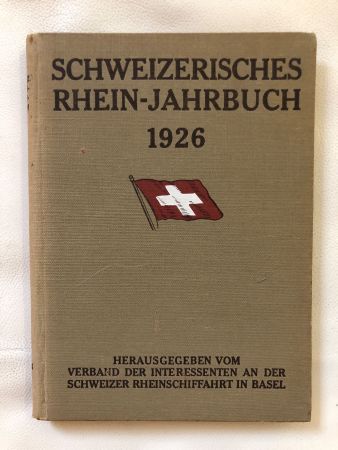 SCHWEIZERISCHES
RHEIN-JAHRBUCH
1926
HERAUSGEGEBEN VOM
VERBAND DER INTERESSENTEN AN DER
SCHWEIZER RHEINSCHIFFAHRT IN BASEL